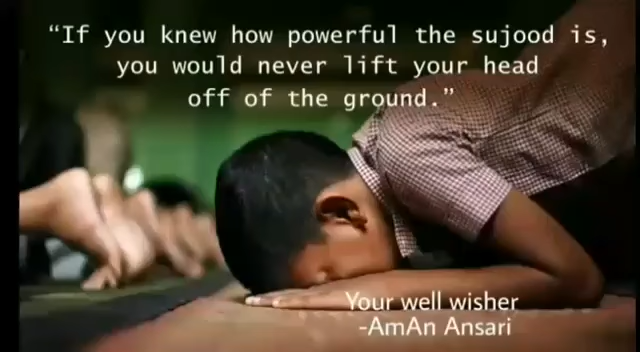 “If you knew how powerful the sujood is,
you would never lift your head
off of the ground.”
Your well wisher
-AmAn Ansari